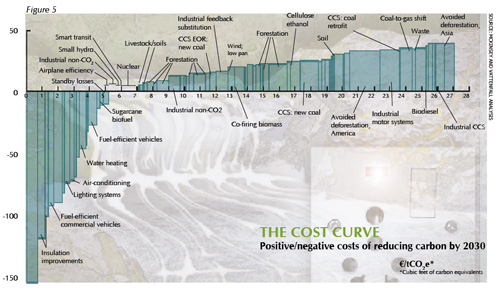 Figure 5
SOURCE: MCKINSEY AND VATTENFALL ANALYSIS
50
0
-50
-100
-150
0 1 2 3 4 5 6 7 8 9 10 11 12 13 14 15 16 17 18 19 20 21 22 23 24 25 26 27 28
Insulation
improvements
Fuel-efficient
commercial vehicles
Lighting systems
Air-conditioning
Water heating
Fuel-efficient vehicles
Sugarcane
biofuel
Standby losses
Airplane efficiency
Industrial non-CO2
Small hydro
Smart transit
Nuclear
Livestock/soils
Forestation
Industrial non-CO2
CCS EOR:
new coal
Industrial feedback
substitution
Wind;
low pan
Co-firing biomass
Forestation
Cellulose
ethanol
CCS: new coal
Soil
CCS: coal
retrofit
Avoided
deforestation,
America
Industrial
motor systems
Coal-to-gas shift
Waste
Biodiesel
Avoided
deforestation,
Asia
Industrial CCS
THE COST CURVE
Positive/negative costs of reducing carbon by 2030
€/tCO2e*
*Cubic feet of carbon equivalents